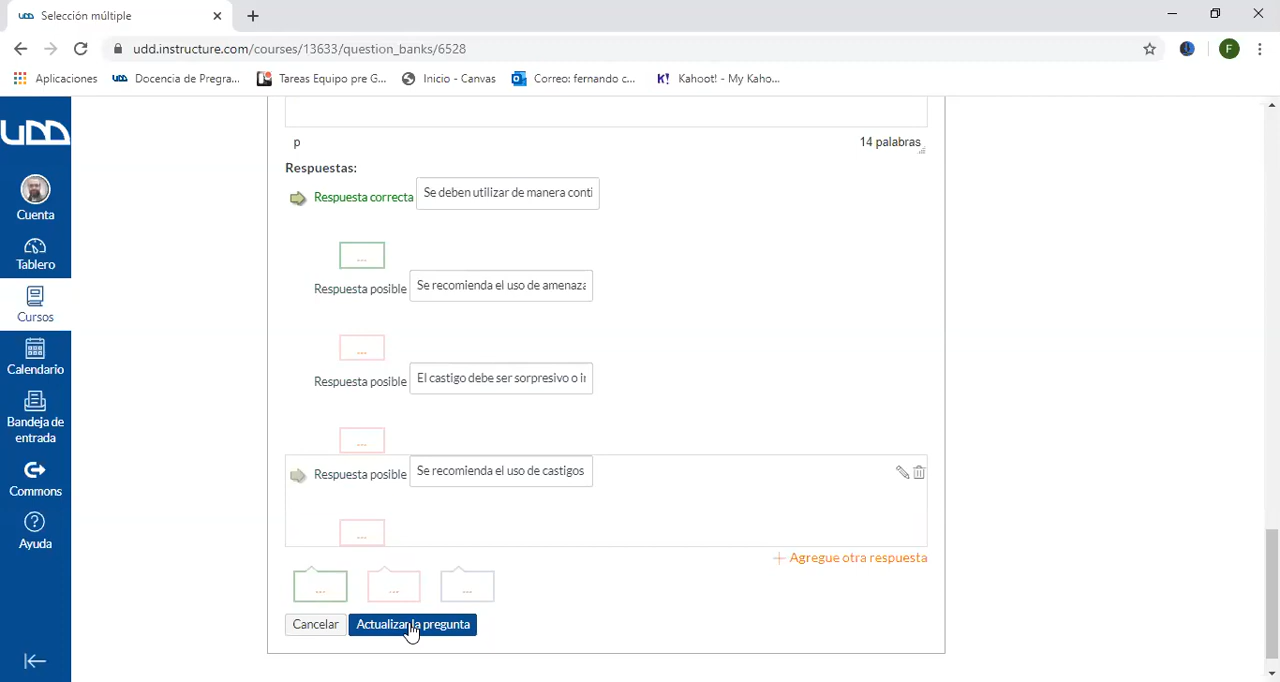 Selección múltiple
udd.instructure.com/courses/13633/question_banks/6528
F
Aplicaciones
Docencia de Pregra...
Tareas Equipo pre G...
Inicio - Canvas
Correo: fernando c...
K! Kahoot! - My Kaho...
UDD
Cuenta
Tablero
Cursos
Calendario
Bandeja de
entrada
Commons
Ayuda
p
14 palabras
Respuestas:
Respuesta correcta
Se deben utilizar de manera conti
...
Respuesta posible
Se recomienda el uso de amenaza
...
Respuesta posible
El castigo debe ser sorpresivo o i
...
Respuesta posible
Se recomienda el uso de castigos
...
+ Agregue otra respuesta
... ... ...
Cancelar
Actualizar la pregunta